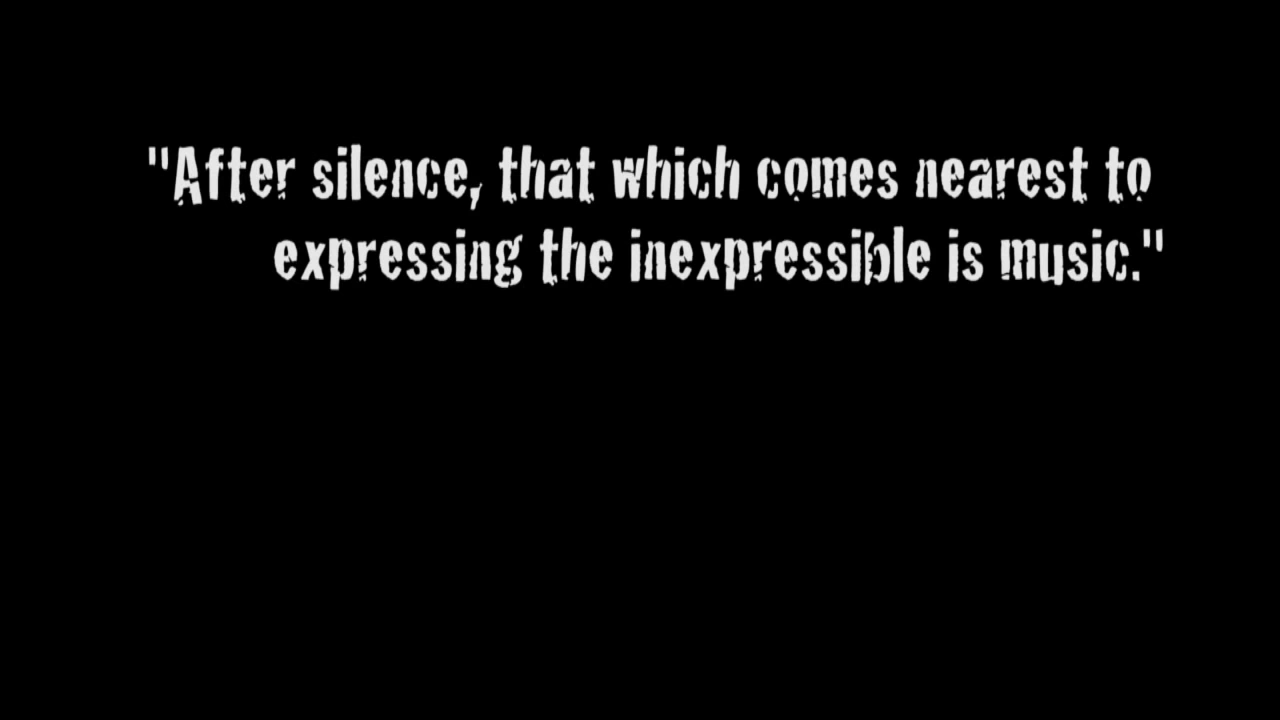 "After silence, that which comes nearest to
expressing the inexpressible is music."